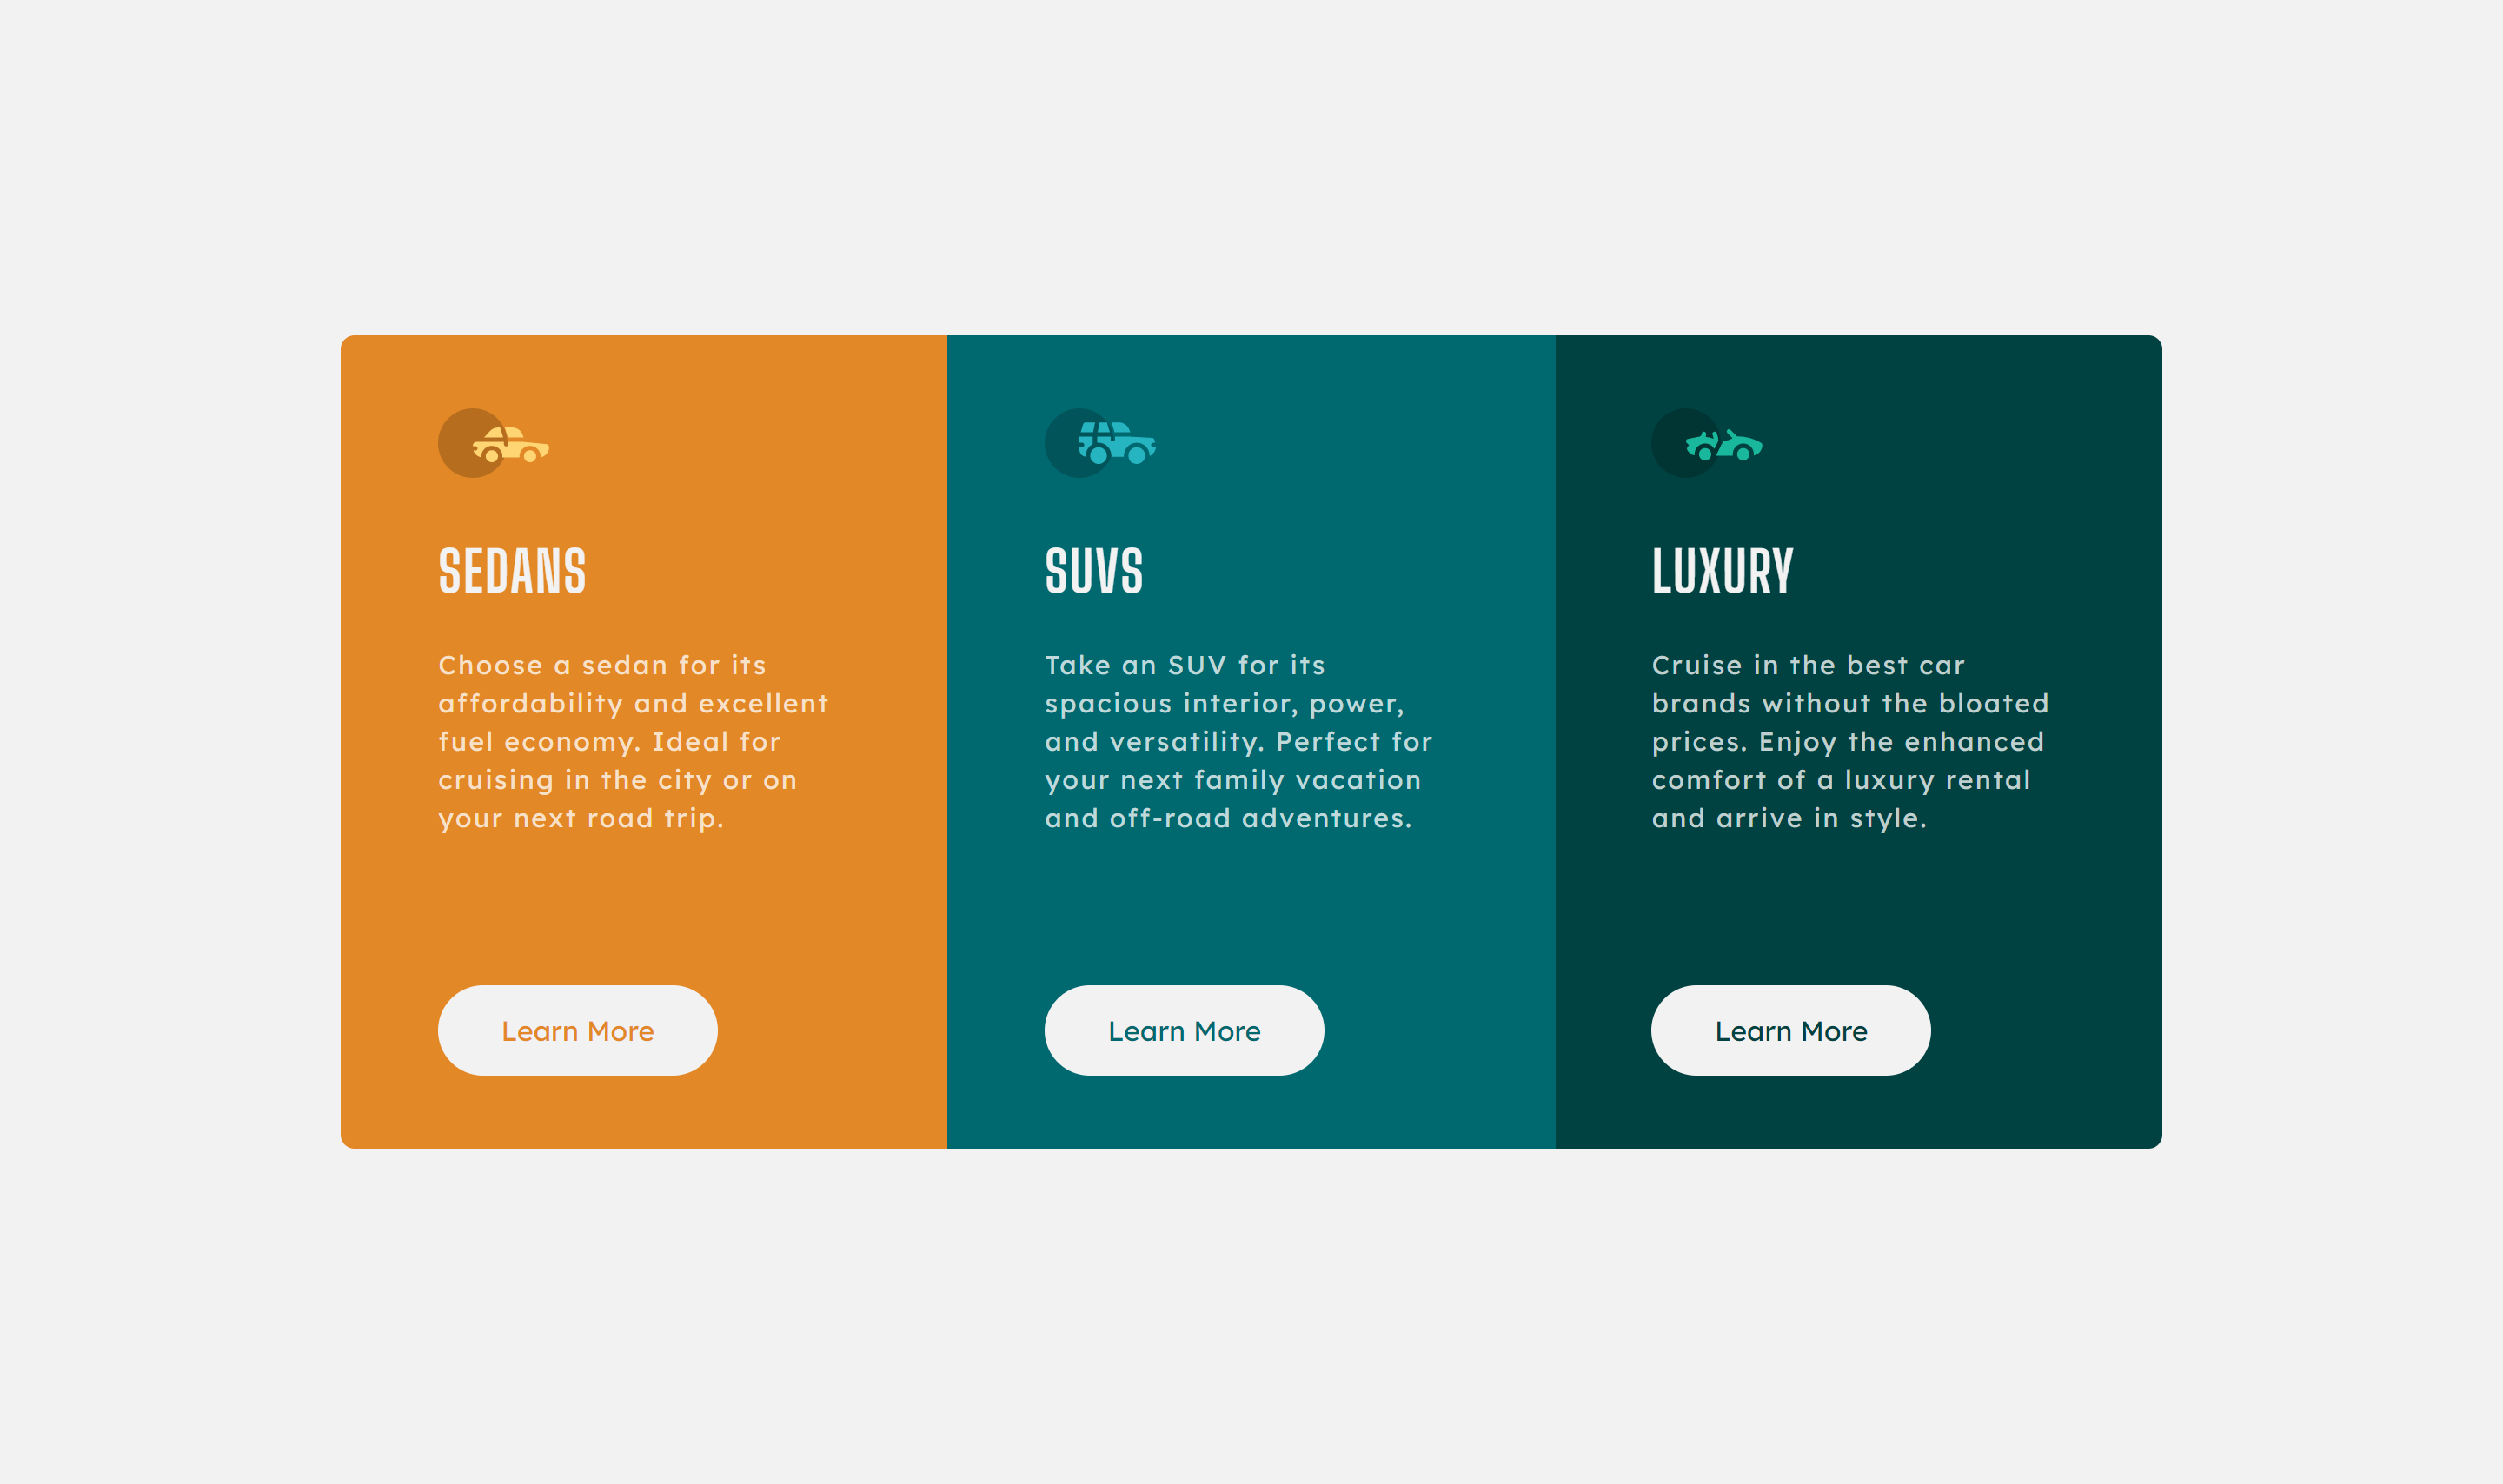 SEDANS
Choose a sedan for its
affordability and excellent
fuel economy. Ideal for
cruising in the city or on
your next road trip.
Learn More
SUVS
Take an SUV for its
spacious interior, power,
and versatility. Perfect for
your next family vacation
and off-road adventures.
Learn More
LUXURY
Cruise in the best car
brands without the bloated
prices. Enjoy the enhanced
comfort of a luxury rental
and arrive in style.
Learn More